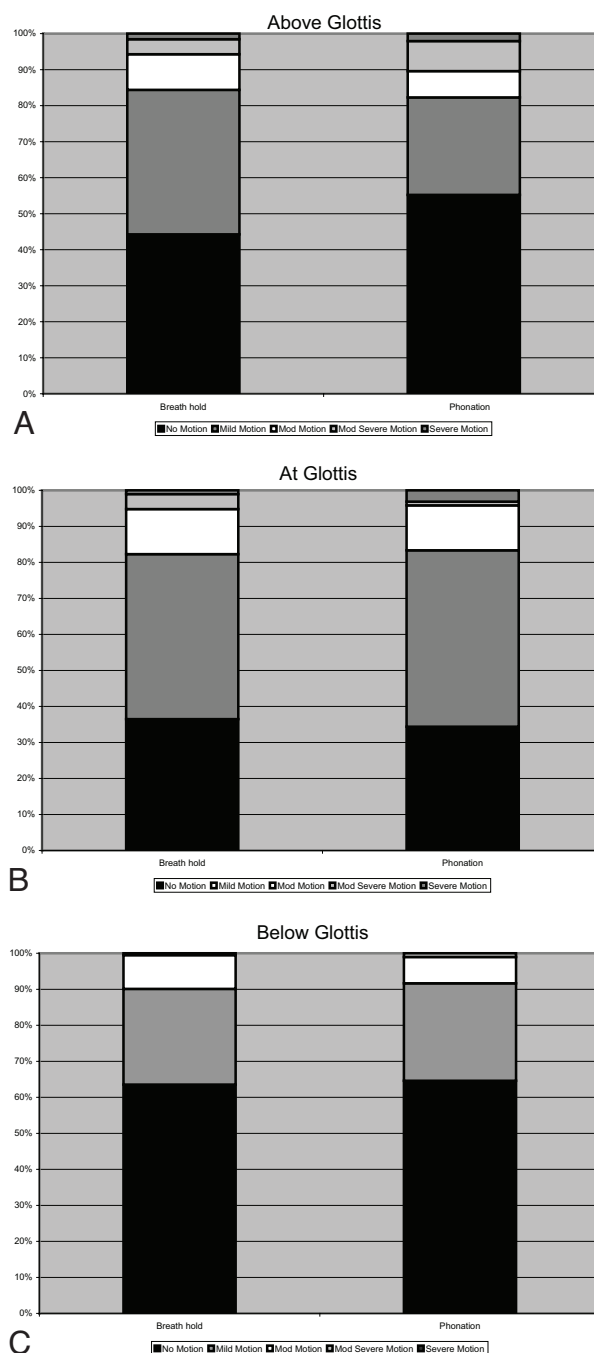 Above Glottis
100%
90%
80%
70%
60%
50%
40%
30%
20%
10%
0%
Breath hold Phonation
A
No Motion Mild Motion Mod Motion Mod Severe Motion Severe Motion
At Glottis
100%
90%
80%
70%
60%
50%
40%
30%
20%
10%
0%
Breath hold Phonation
B
No Motion Mild Motion Mod Motion Mod Severe Motion Severe Motion
Below Glottis
100%
90%
80%
70%
60%
50%
40%
30%
20%
10%
0%
Breath hold Phonation
C
No Motion Mild Motion Mod Motion Mod Severe Motion Severe Motion